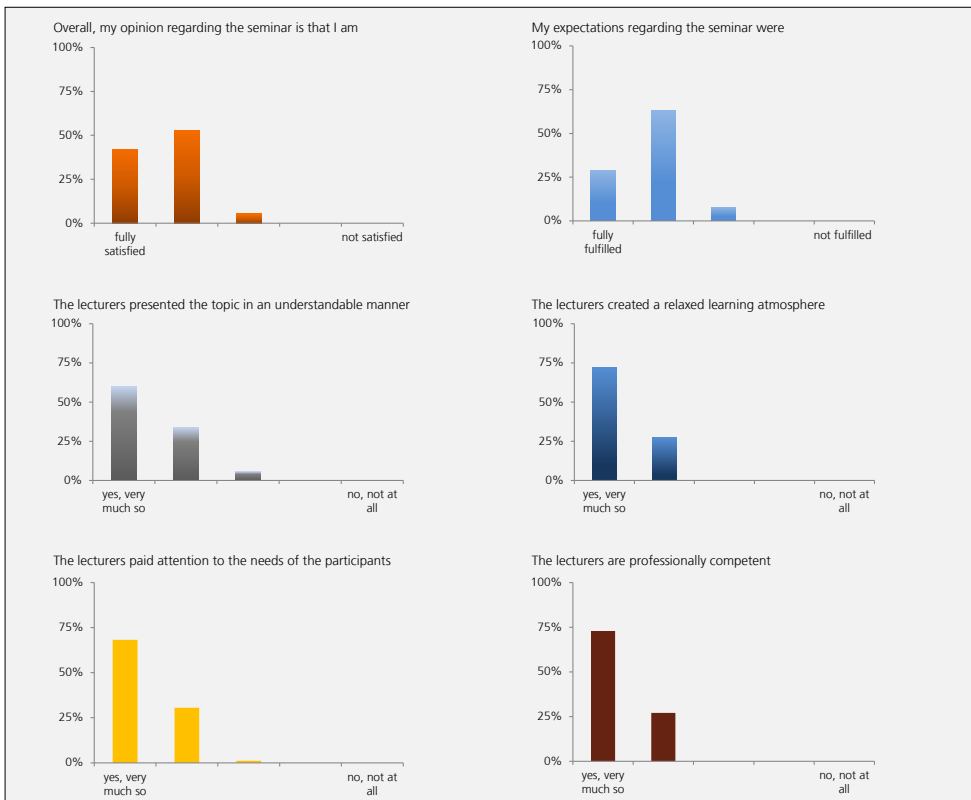 Overall, my opinion regarding the seminar is that I am
100%
75%
50%
25%
0%
fully
satisfied
not satisfied
My expectations regarding the seminar were
100%
75%
50%
25%
0%
fully
fulfilled
not fulfilled
The lecturers presented the topic in an understandable manner
100%
75%
50%
25%
0%
yes, very
much so
no, not at
all
The lecturers created a relaxed learning atmosphere
100%
75%
50%
25%
0%
yes, very
much so
no, not at
all
The lecturers paid attention to the needs of the participants
100%
75%
50%
25%
0%
yes, very
much so
no, not at
all
The lecturers are professionally competent
100%
75%
50%
25%
0%
yes, very
much so
no, not at
all